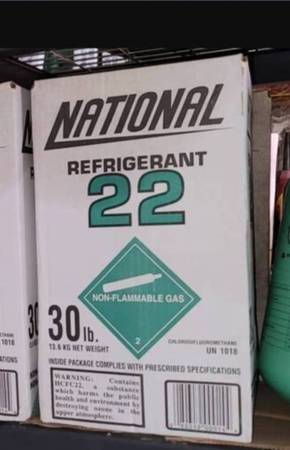 NATIONAL
REFRIGERANT
22
NON-FLAMMABLE GAS
2
30 lb.
13.6 KG NET WEIGHT
CHLORODIFLUOROMETHANE
UN 1018
INSIDE PACKAGE COMPLIES WITH PRESCRIBED SPECIFICATIONS
WARNING: Contains
HCFC22, a substance
which harms the public
health and environment by
destroying ozone in the
upper atmosphere.
30
1018